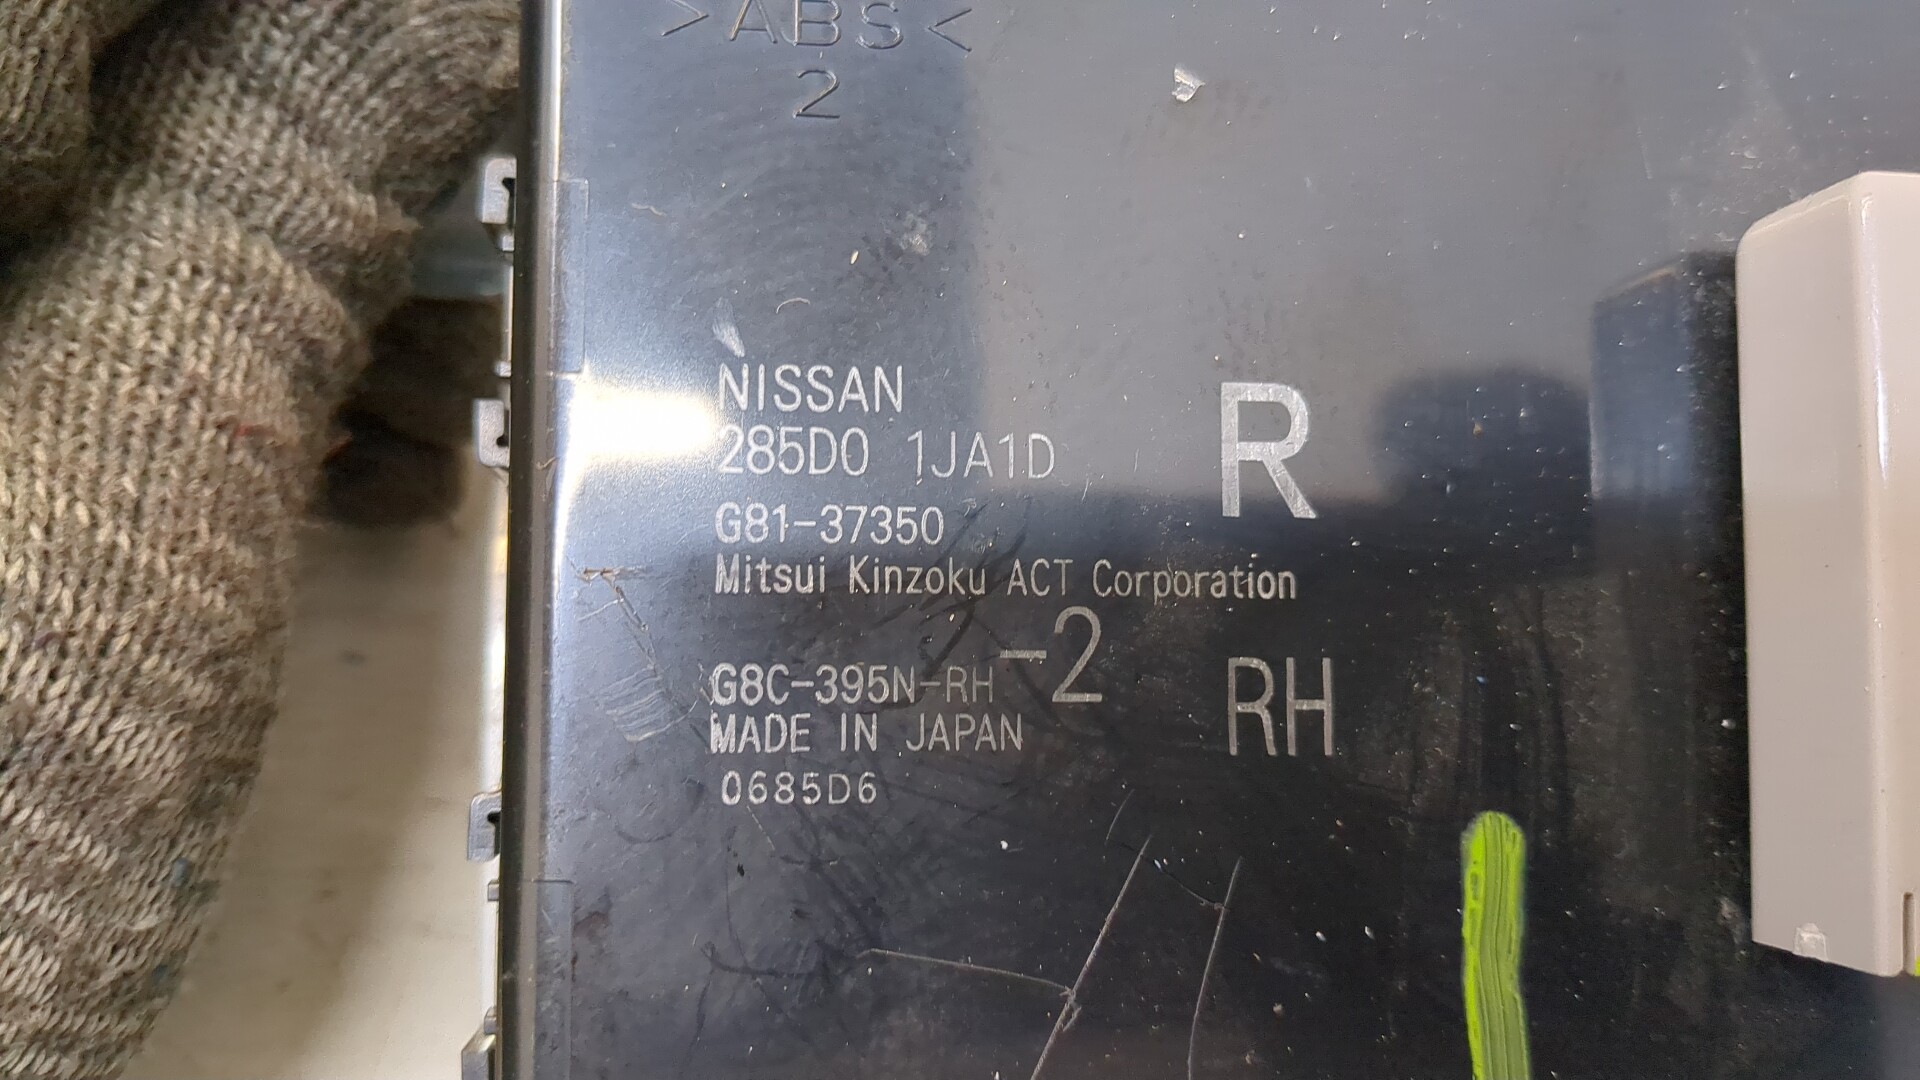 >ABS<
2
NISSAN
285D0 1JA1D
R
G81-37350
Mitsui Kinzoku ACT Corporation
G8C-395N-RH -2
RH
MADE IN JAPAN
0685D6